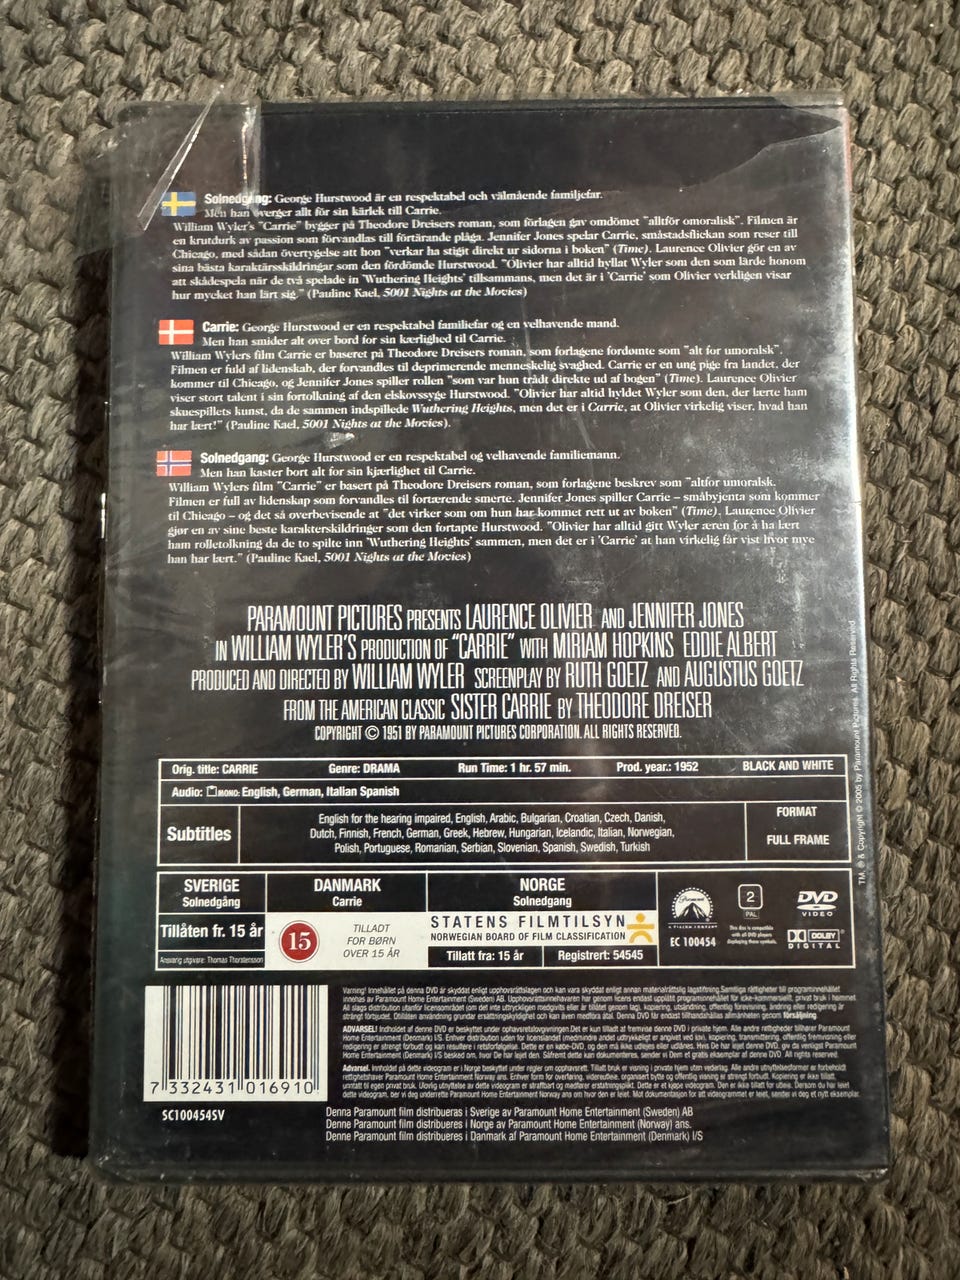 Solnedgång: George Hurstwood är en respektabel och välmående familjefar.
Men han överger allt för sin kärlek till Carrie.
William Wyler's "Carrie" bygger på Theodore Dreisers roman, som förlagen gav omdömet "alltför omoralisk". Filmen är
en krutdurk av passion som förvandlas till förtärande plåga. Jennifer Jones spelar Carrie, småstadsflickan som reser till
Chicago, med sådan övertygelse att hon "verkar ha stigit direkt ur sidorna i boken" (Time). Laurence Olivier gör en av
sina bästa karaktärsskildringar som den fördömde Hurstwood. "Olivier har alltid hyllat Wyler som den som lärde honom
att skådespela när de två spelade in 'Wuthering Heights' tillsammans, men det är i 'Carrie' som Olivier verkligen visar
hur mycket han lärt sig." (Pauline Kael, 5001 Nights at the Movies)
Carrie: George Hurstwood er en respektabel familiefar og en velhavende mand.
Men han smider alt over bord for sin kærlighed til Carrie.
William Wylers film Carrie er baseret på Theodore Dreisers roman, som forlagene fordømte som "alt for umoralsk".
Filmen er fuld af lidenskab, der forvandles til deprimerende menneskelig svaghed. Carrie er en ung pige fra landet, der
kommer til Chicago, og Jennifer Jones spiller rollen "som var hun trådt direkte ud af bogen" (Time). Laurence Olivier
viser stort talent i sin fortolkning af den elskovssyge Hurstwood. "Olivier har altid hyldet Wyler som den, der lærte ham
skuespillets kunst, da de sammen indspillede Wuthering Heights, men det er i Carrie, at Olivier virkelig viser, hvad han
har lært!" (Pauline Kael, 5001 Nights at the Movies).
Solnedgang: George Hurstwood er en respektabel og velhavende familiemann.
Men han kaster bort alt for sin kjærlighet til Carrie.
William Wylers film "Carrie" er basert på Theodore Dreisers roman, som forlagene beskrev som "altfor umoralsk.
Filmen er full av lidenskap som forvandles til fortærende smerte. Jennifer Jones spiller Carrie – småbyjenta som kommer
til Chicago – og det så overbevisende at "det virker som om hun har kommet rett ut av boken" (Time). Laurence Olivier
gjør en av sine beste karakterskildringer som den fortapte Hurstwood. "Olivier har alltid gitt Wyler æren for å ha lært
ham rolletolkning da de to spilte inn 'Wuthering Heights' sammen, men det er i 'Carrie' at han virkelig får vist hvor mye
han har lært." (Pauline Kael, 5001 Nights at the Movies)
PARAMOUNT PICTURES PRESENTS LAURENCE OLIVIER AND JENNIFER JONES
IN WILLIAM WYLER'S PRODUCTION OF "CARRIE" WITH MIRIAM HOPKINS EDDIE ALBERT
PRODUCED AND DIRECTED BY WILLIAM WYLER SCREENPLAY BY RUTH GOETZ AND AUGUSTUS GOETZ
FROM THE AMERICAN CLASSIC SISTER CARRIE BY THEODORE DREISER
COPYRIGHT © 1951 BY PARAMOUNT PICTURES CORPORATION. ALL RIGHTS RESERVED.
TM, ® & Copyright © 2005 by Paramount Pictures. All Rights Reserved.
Orig. title: CARRIE Genre: DRAMA Run Time: 1 hr. 57 min. Prod. year.: 1952 BLACK AND WHITE
Audio: MONO: English, German, Italian Spanish
Subtitles
English for the hearing impaired, English, Arabic, Bulgarian, Croatian, Czech, Danish,
Dutch, Finnish, French, German, Greek, Hebrew, Hungarian, Icelandic, Italian, Norwegian,
Polish, Portuguese, Romanian, Serbian, Slovenian, Spanish, Swedish, Turkish
FORMAT
FULL FRAME
SVERIGE
Solnedgång
Tillåten fr. 15 år
Ansvarig utgivare: Thomas Thorstensson
DANMARK
Carrie
15
TILLADT
FOR BØRN
OVER 15 ÅR
NORGE
Solnedgang
STATENS FILMTILSYN
NORWEGIAN BOARD OF FILM CLASSIFICATION
Tillatt fra: 15 år Registrert: 54545
Paramount
EC 100454
2
PAL
This disc is compatible
with all DVD players
displaying these symbols.
DVD
VIDEO
DOLBY
DIGITAL
7 332431 016910
SC100454SV
Denna Paramount film distribueras i Sverige av Paramount Home Entertainment (Sweden) AB
Denne Paramount film distribueres i Norge av Paramount Home Entertainment (Norway) ans.
Denne Paramount film distribueres i Danmark af Paramount Home Entertainment (Denmark) I/S